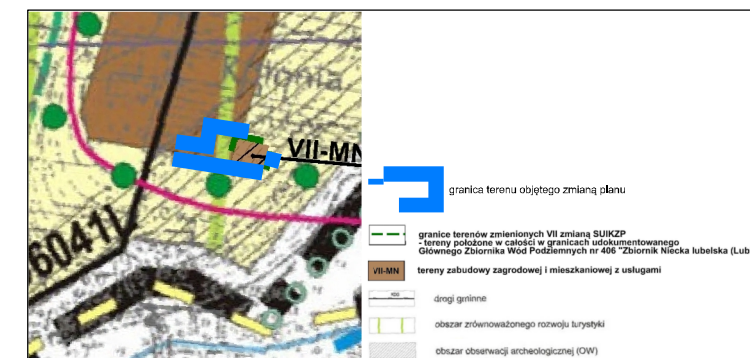 Kolonia
VII-MN
6041L
granica terenu objętego zmianą planu
granice terenów zmienionych VII zmianą SUIKZP
- tereny położone w całości w granicach udokumentowanego
Głównego Zbiornika Wód Podziemnych nr 406 "Zbiornik Niecka lubelska (Lub
VII-MN
tereny zabudowy zagrodowej i mieszkaniowej z usługami
drogi gminne
obszar zrównoważonego rozwoju turystyki
obszar obserwacji archeologicznej (OW)